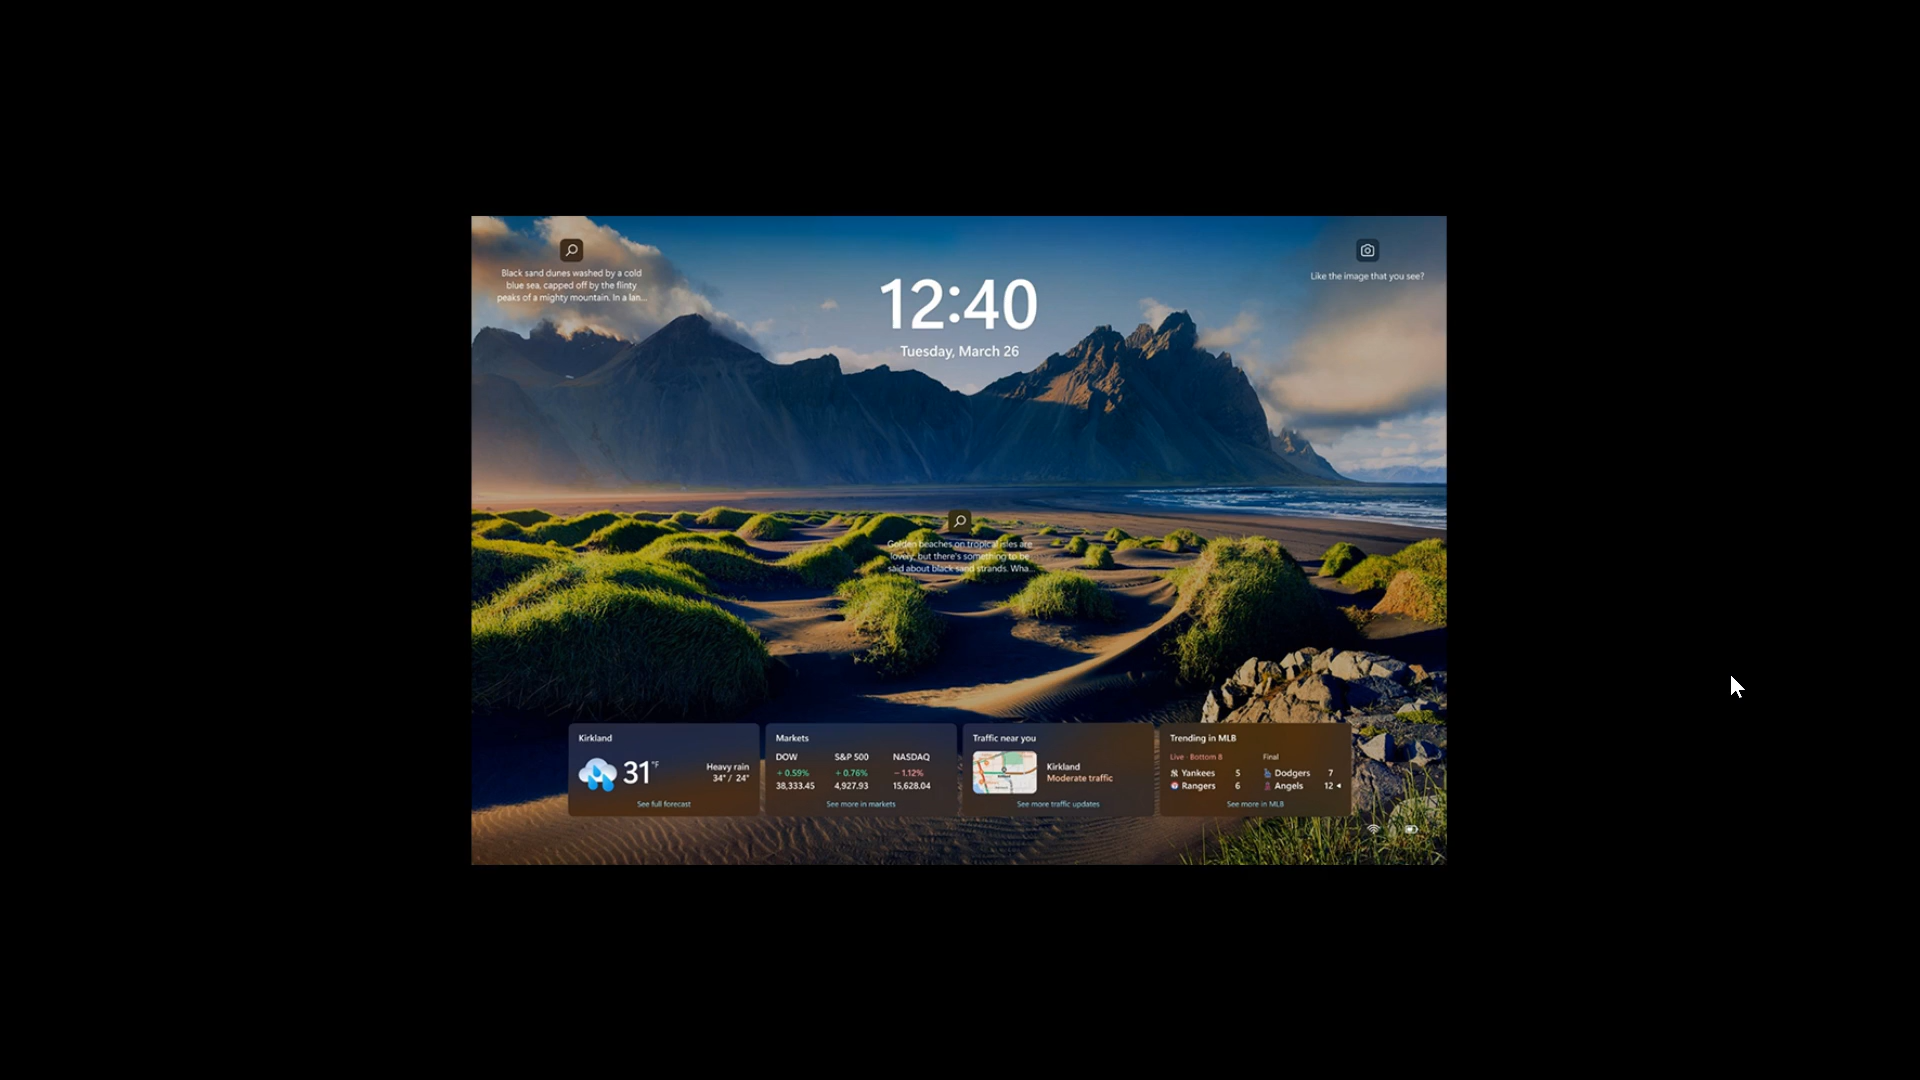 Black sand dunes washed by a cold
blue sea, capped off by the flinty
peaks of a mighty mountain. In a lan...
Like the image that you see?
12:40
Tuesday, March 26
Golden beaches on tropical isles are
lovely, but there's something to be
said about black sand strands. Wha...
Kirkland
31°F
Heavy rain
34° / 24°
See full forecast
Markets
DOW S&P 500 NASDAQ
+ 0.59% + 0.76% − 1.12%
38,333.45 4,927.93 15,628.04
See more in markets
Traffic near you
Kirkland
Moderate traffic
See more traffic updates
Trending in MLB
Live · Bottom 8 Final
Yankees 5 Dodgers 7
Rangers 6 Angels 12
See more in MLB